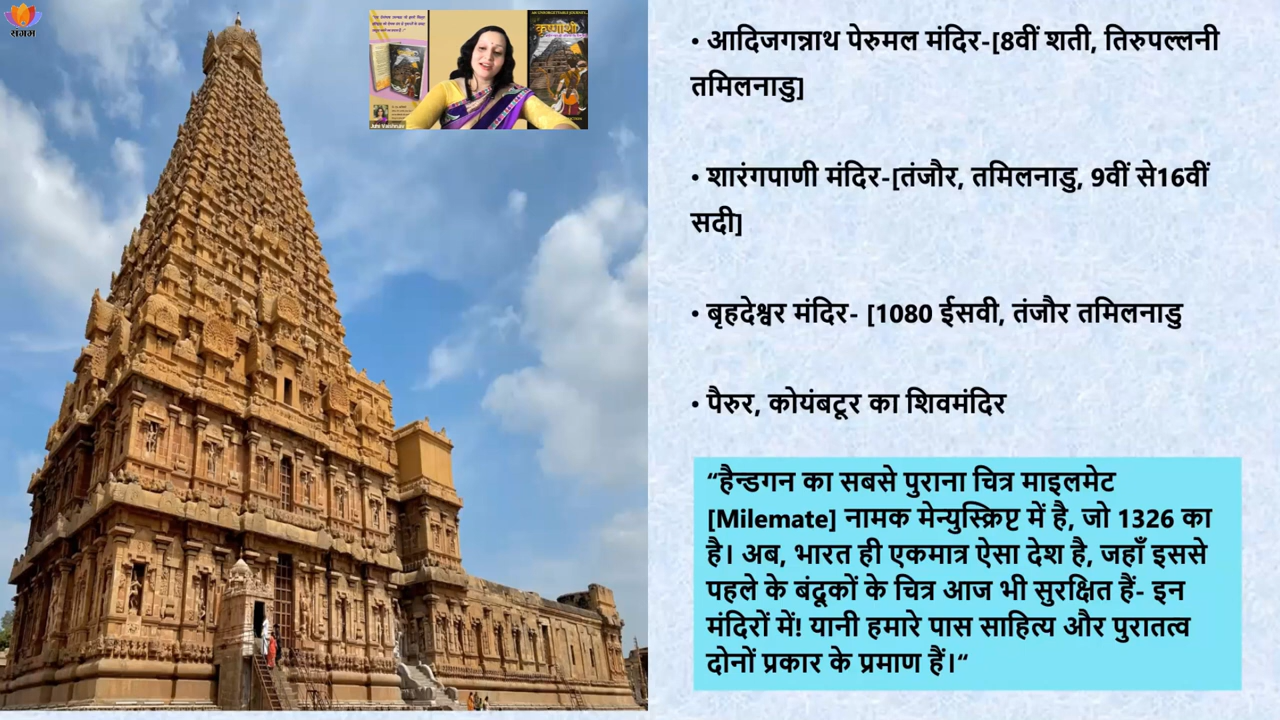 संगम
कृष्णार्थी
• आदिजगन्नाथ पेरुमल मंदिर-[8वीं शती, तिरुपल्लनी
तमिलनाडु]
• शारंगपाणी मंदिर-[तंजौर, तमिलनाडु, 9वीं से16वीं
सदी]
• बृहदेश्वर मंदिर- [1080 ईसवी, तंजौर तमिलनाडु
• पैरुर, कोयंबटूर का शिवमंदिर
“हैन्डगन का सबसे पुराना चित्र माइलमेट
[Milemate] नामक मेन्युस्क्रिप्ट में है, जो 1326 का
है। अब, भारत ही एकमात्र ऐसा देश है, जहाँ इससे
पहले के बंदूकों के चित्र आज भी सुरक्षित हैं- इन
मंदिरों में! यानी हमारे पास साहित्य और पुरातत्व
दोनों प्रकार के प्रमाण हैं।“